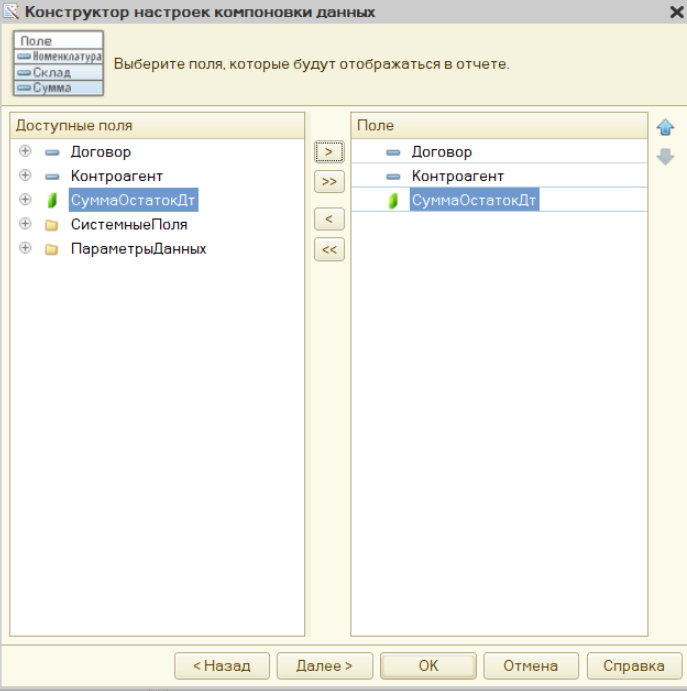 Конструктор настроек компоновки данных
Поле
Номенклатура
Склад
Сумма
Выберите поля, которые будут отображаться в отчете.
Доступные поля
Договор
Контроагент
СуммаОстатокДт
СистемныеПоля
ПараметрыДанных
>
>>
<
<<
Поле
Договор
Контроагент
СуммаОстатокДт
< Назад
Далее >
OK
Отмена
Справка